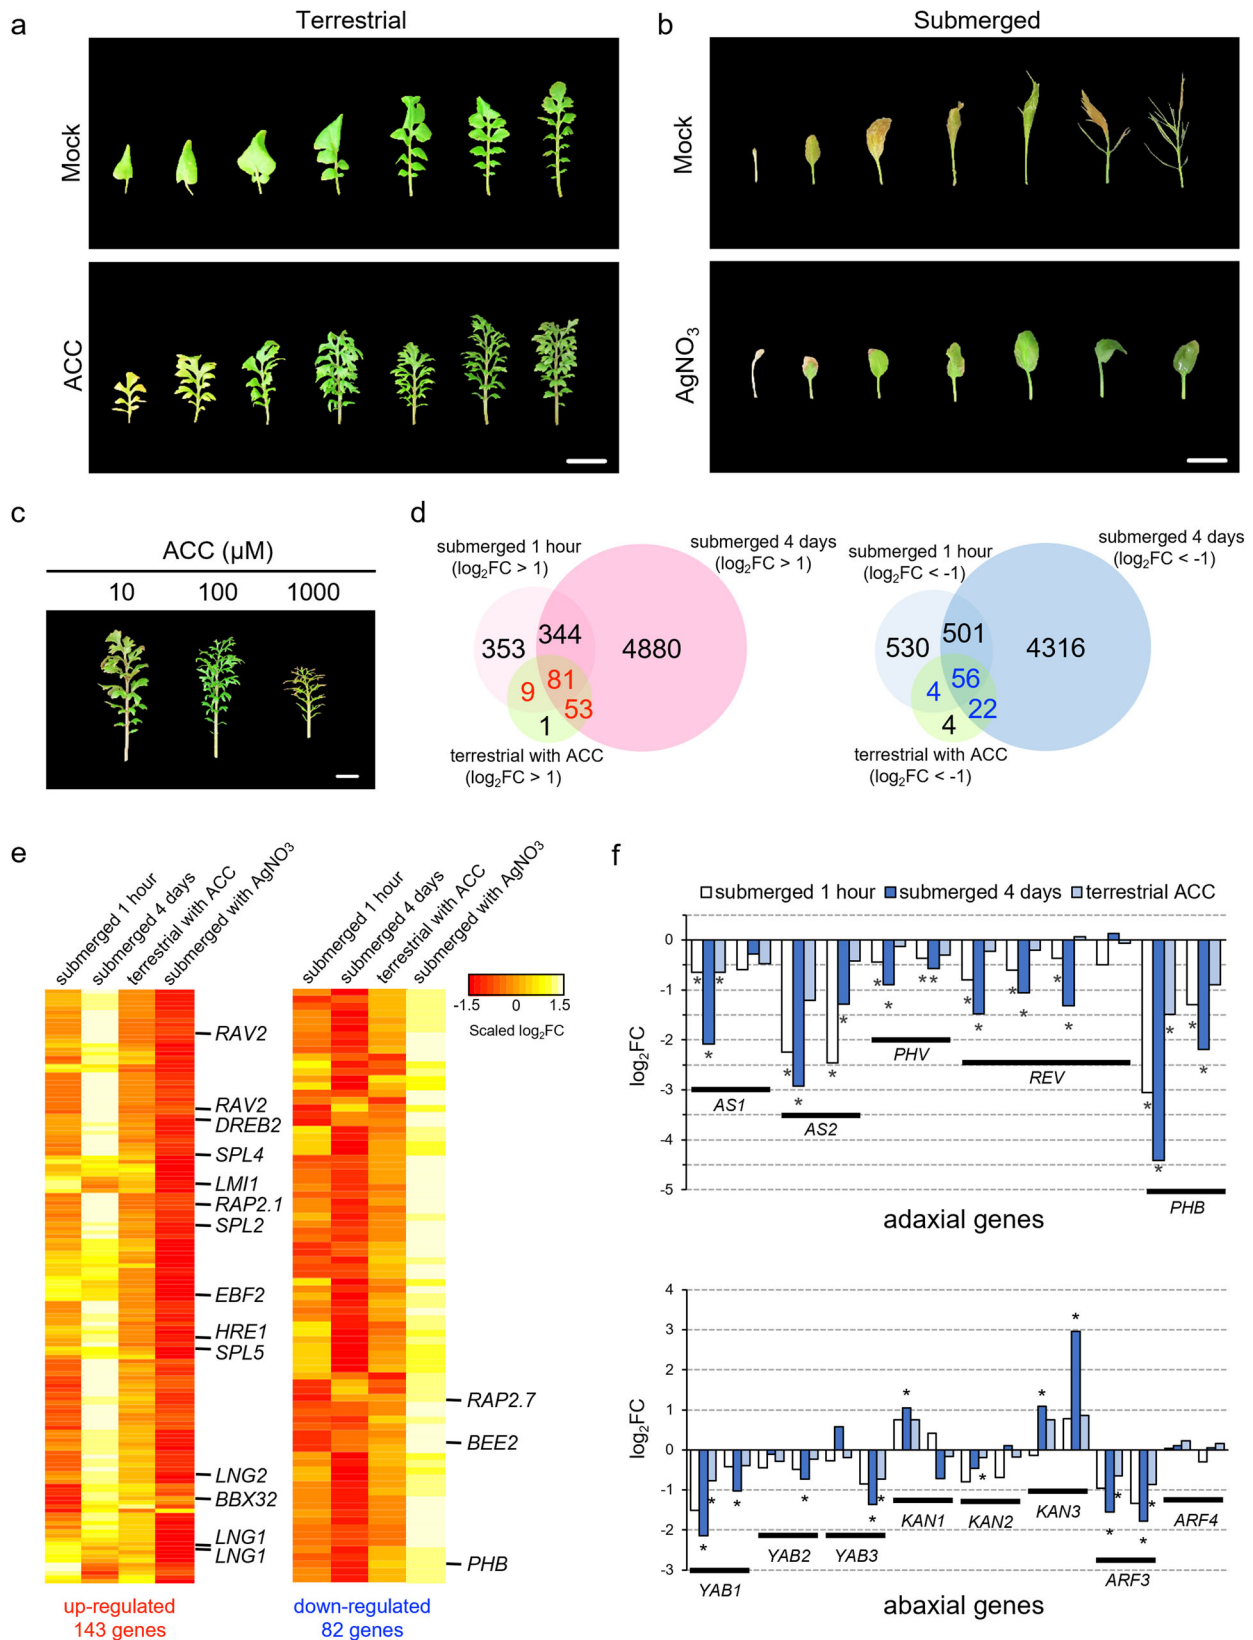 a
Terrestrial
b
Submerged
Mock
Mock
ACC
AgNO₃
c
ACC (µM)
10 100 1000
d
submerged 1 hour
(log₂FC > 1)
submerged 4 days
(log₂FC > 1)
353 344 4880
9 81 53
1
terrestrial with ACC
(log₂FC > 1)
submerged 1 hour
(log₂FC < -1)
submerged 4 days
(log₂FC < -1)
530 501 4316
4 56 22
4
terrestrial with ACC
(log₂FC < -1)
e
submerged 1 hour
submerged 4 days
terrestrial with ACC
submerged with AgNO₃
submerged 1 hour
submerged 4 days
terrestrial with ACC
submerged with AgNO₃
-1.5 0 1.5
Scaled log₂FC
RAV2
RAV2
DREB2
SPL4
LMI1
RAP2.1
SPL2
EBF2
HRE1
SPL5
LNG2
BBX32
LNG1
LNG1
up-regulated
143 genes
RAP2.7
BEE2
PHB
down-regulated
82 genes
f
submerged 1 hour submerged 4 days terrestrial ACC
log₂FC
0
-1
-2
-3
-4
-5
* * *
* * *
* * * *
* * * * *
* * * * *
AS1
AS2
PHV
REV
PHB
adaxial genes
log₂FC
4
3
2
1
0
-1
-2
-3
* * *
* * *
* * *
* * *
* * * *
YAB1
YAB2
YAB3
KAN1
KAN2
KAN3
ARF3
ARF4
abaxial genes